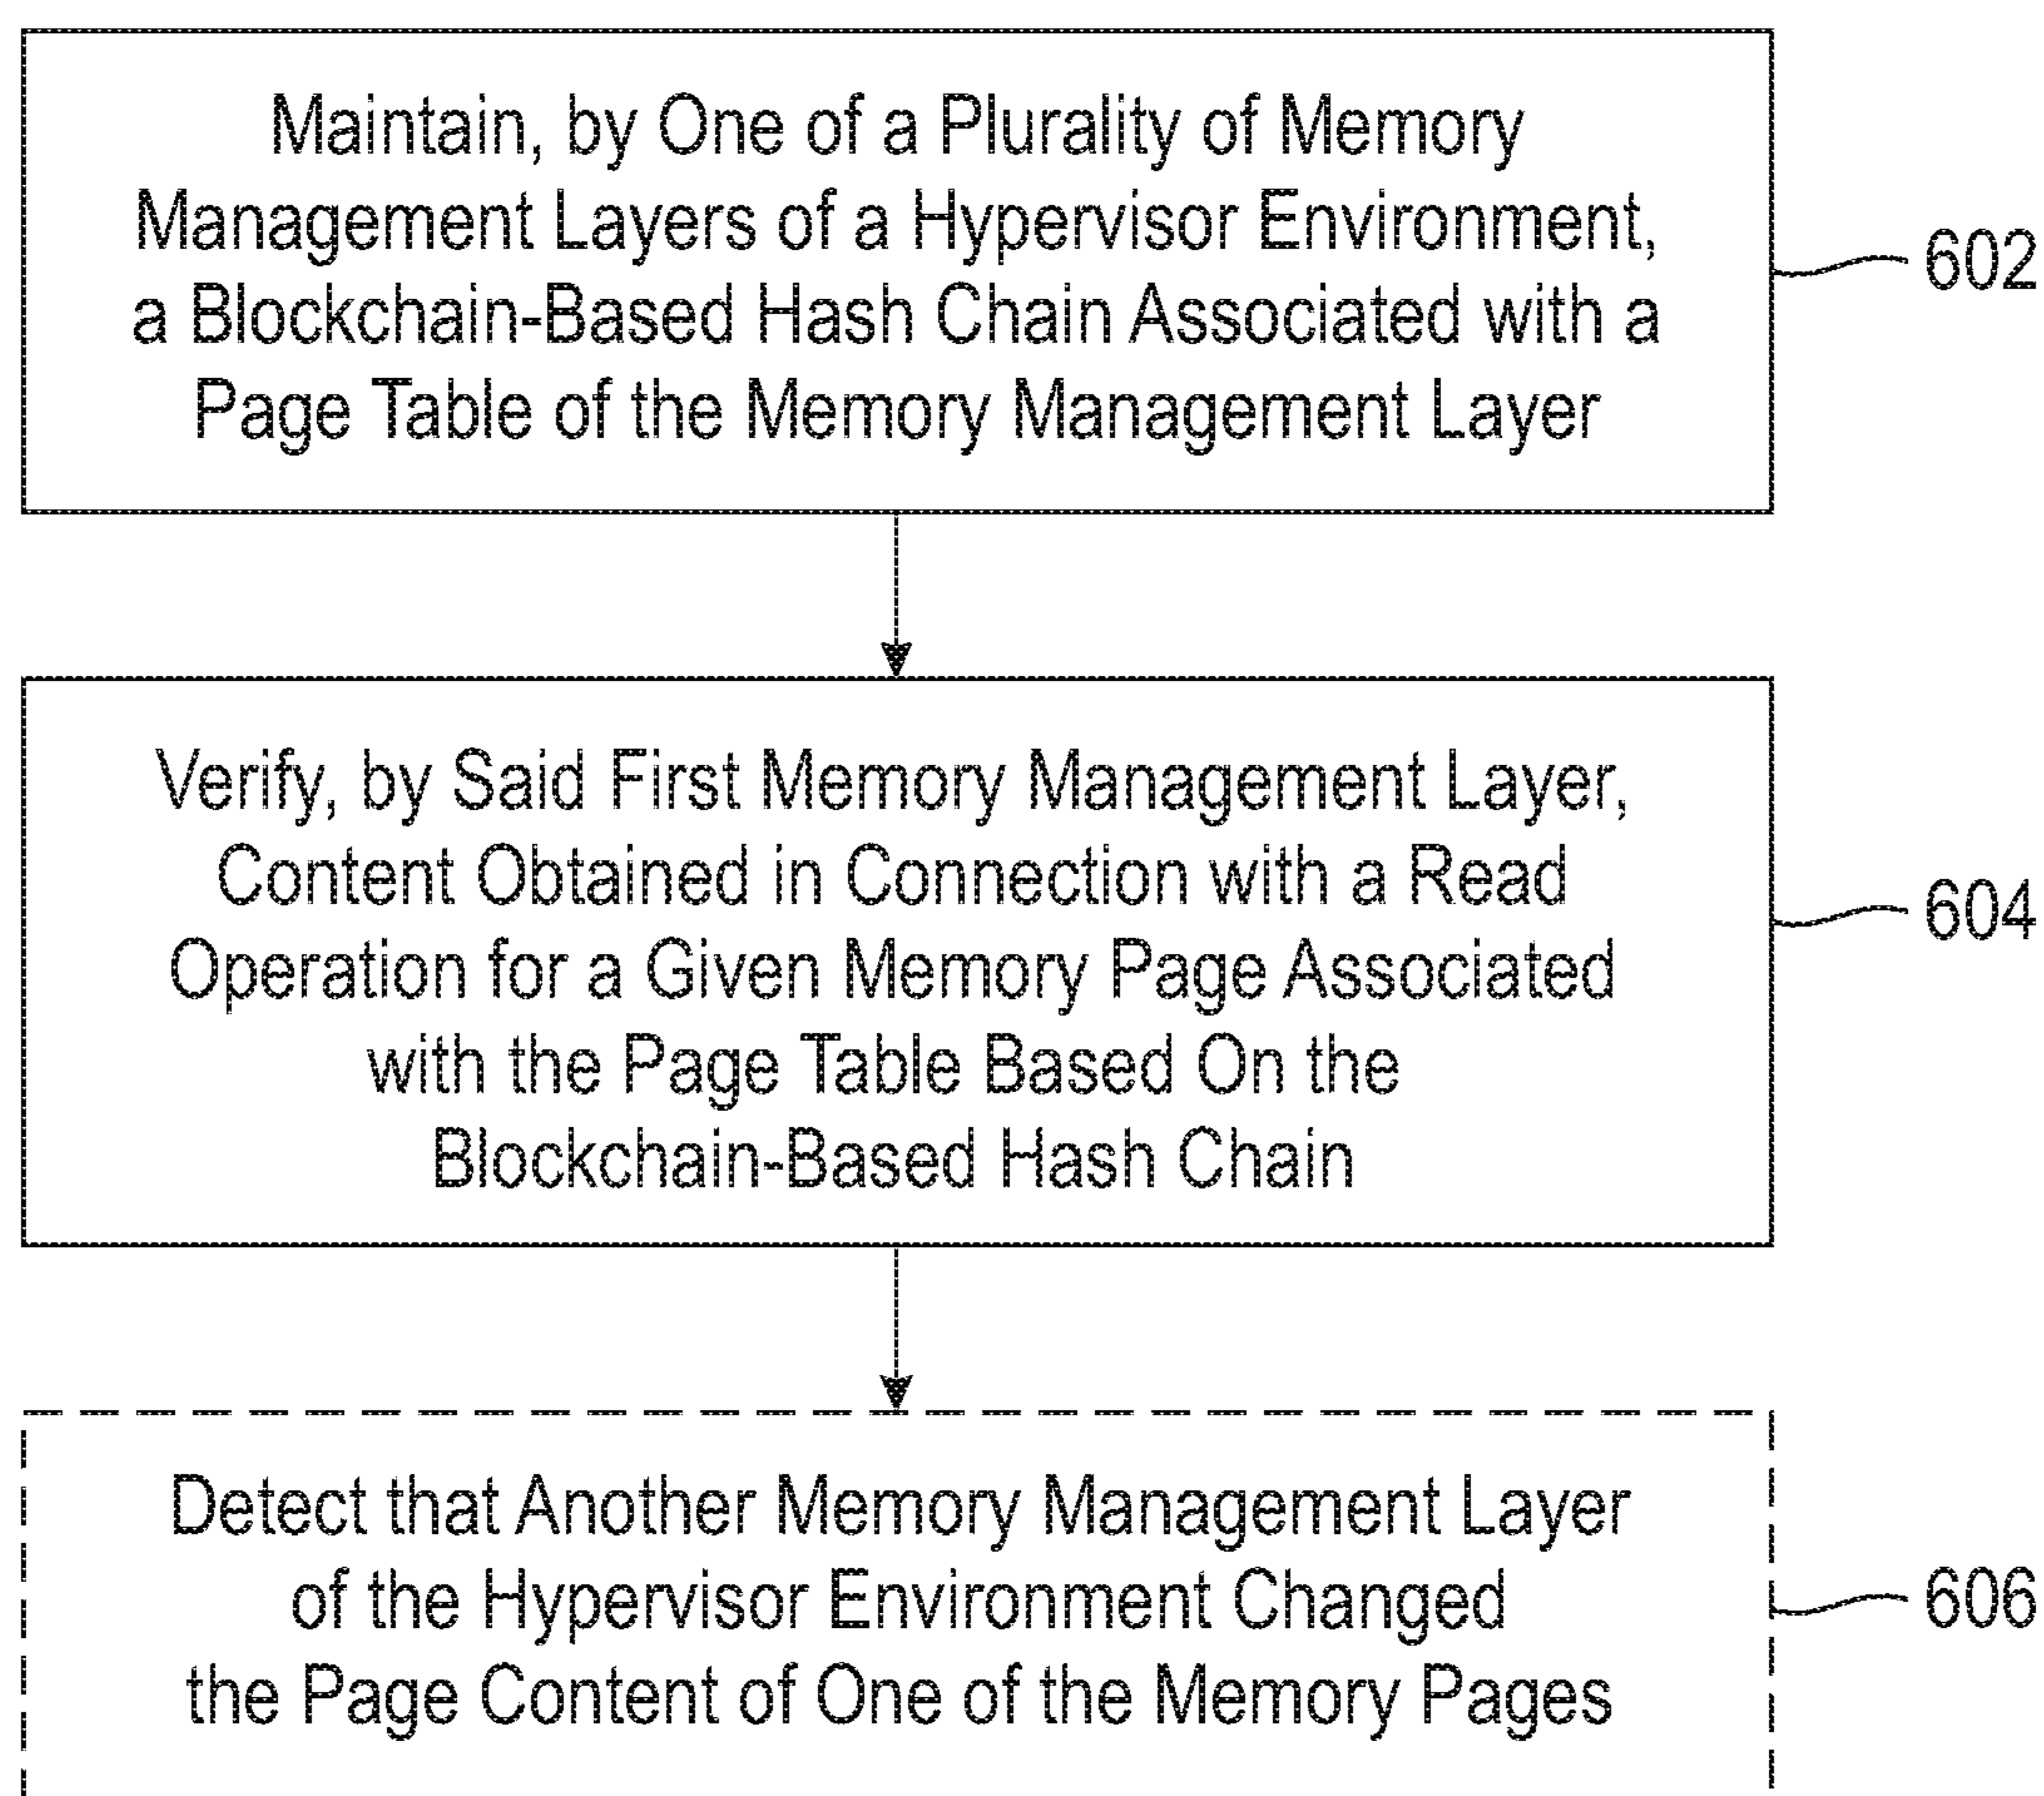 Maintain, by One of a Plurality of Memory
Management Layers of a Hypervisor Environment,
a Blockchain-Based Hash Chain Associated with a
Page Table of the Memory Management Layer
602
Verify, by Said First Memory Management Layer,
Content Obtained in Connection with a Read
Operation for a Given Memory Page Associated
with the Page Table Based On the
Blockchain-Based Hash Chain
604
Detect that Another Memory Management Layer
of the Hypervisor Environment Changed
the Page Content of One of the Memory Pages
606